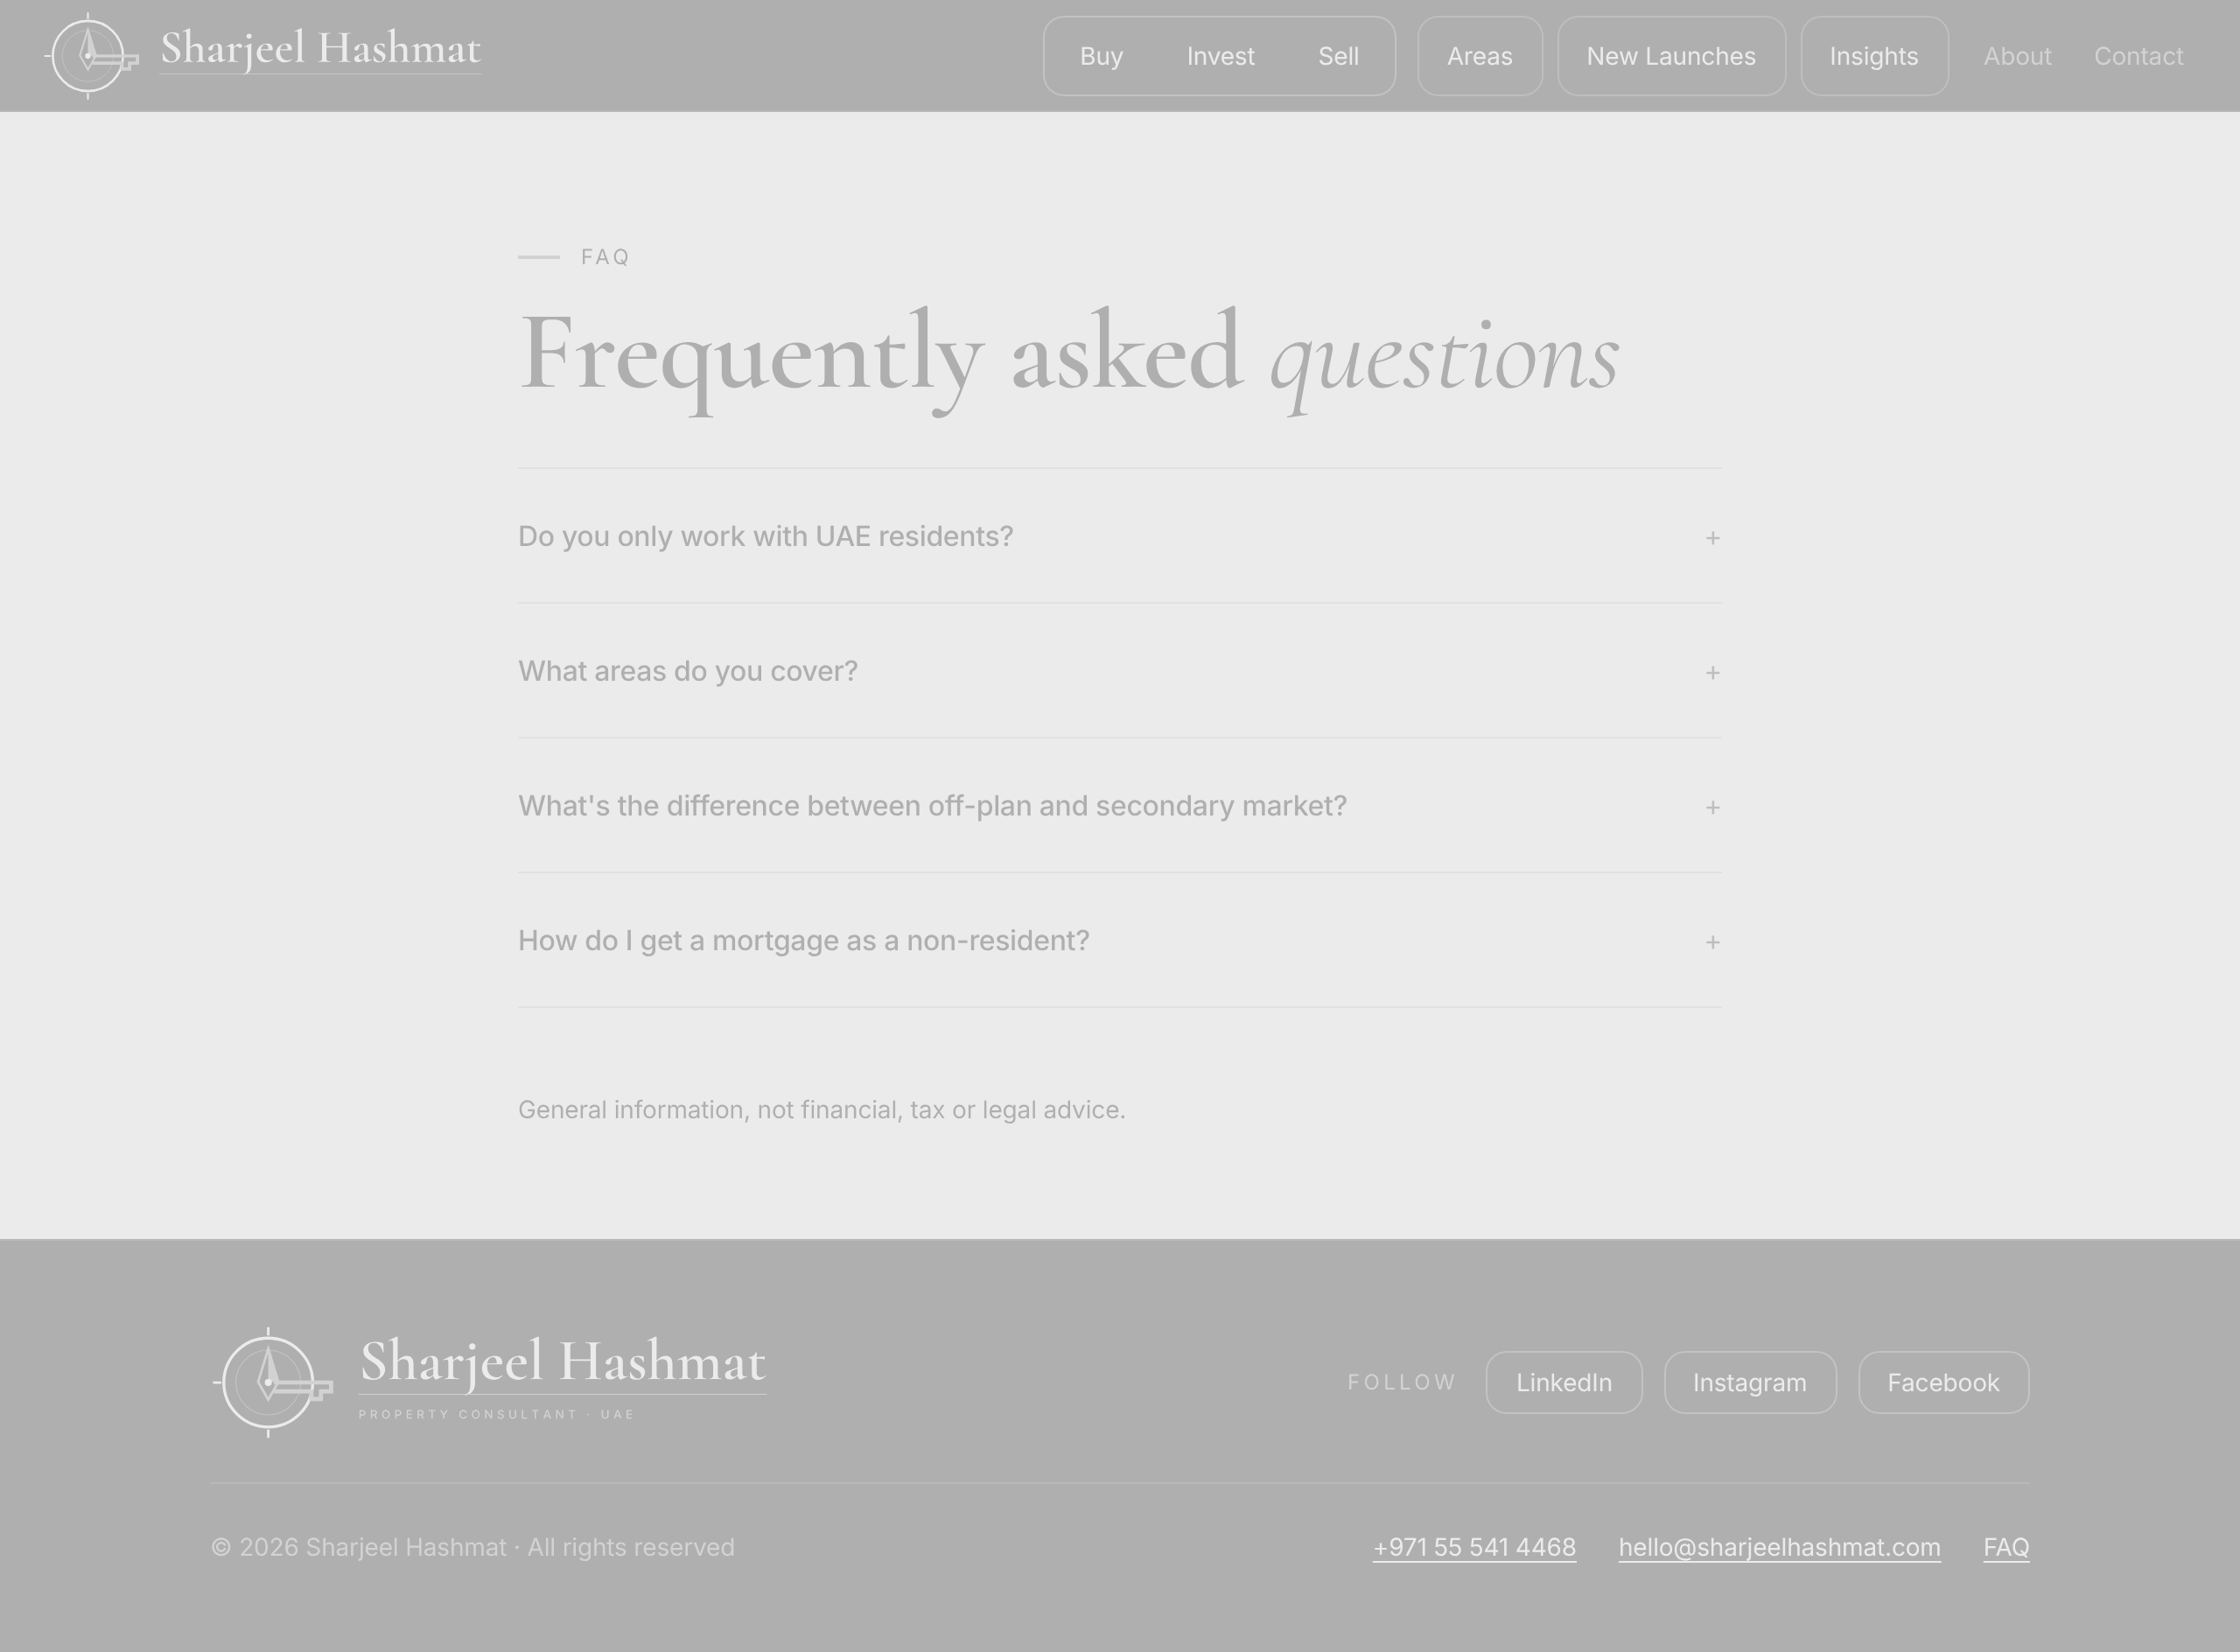 Sharjeel Hashmat
Buy Invest Sell Areas New Launches Insights About Contact
FAQ
Frequently asked questions
Do you only work with UAE residents? +
What areas do you cover? +
What's the difference between off-plan and secondary market? +
How do I get a mortgage as a non-resident? +
General information, not financial, tax or legal advice.
Sharjeel Hashmat
PROPERTY CONSULTANT · UAE
FOLLOW LinkedIn Instagram Facebook
© 2026 Sharjeel Hashmat · All rights reserved
+971 55 541 4468 hello@sharjeelhashmat.com FAQ